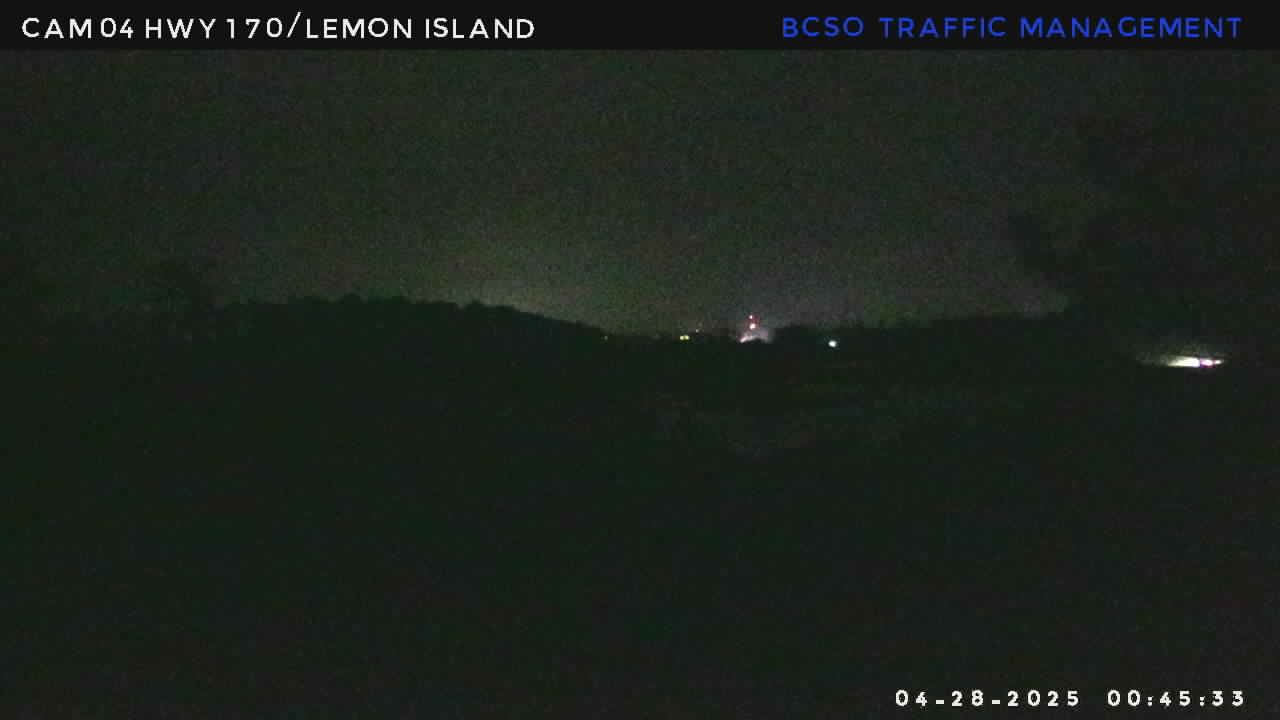 CAM04 HWY 170/LEMON ISLAND
BCSO TRAFFIC MANAGEMENT
04-28-2025 00:45:33